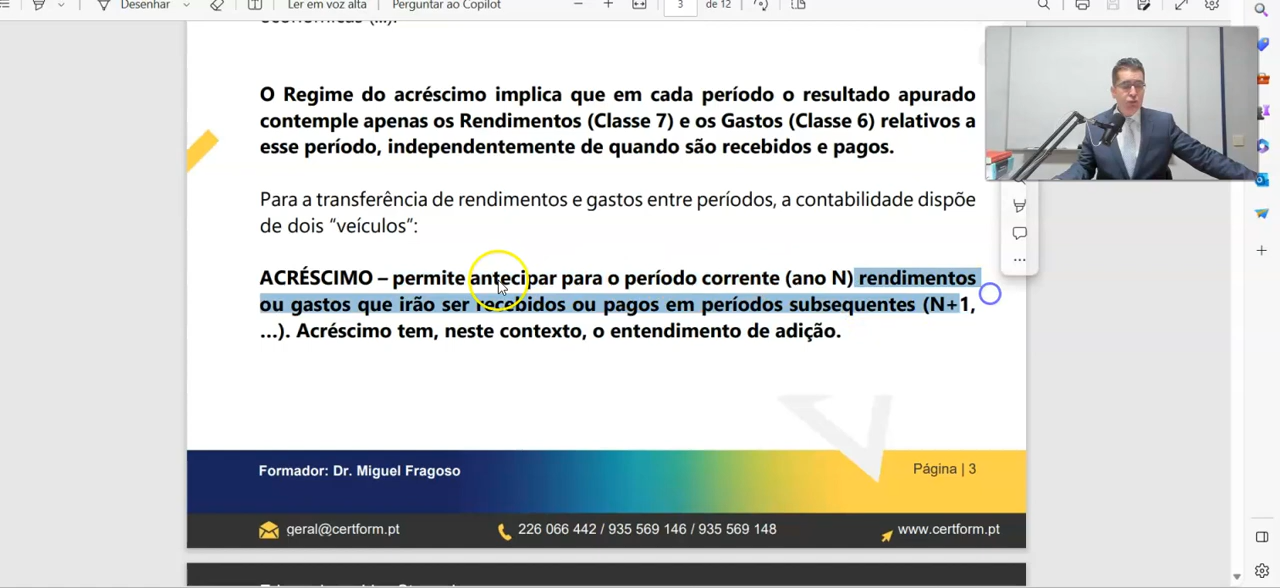 Desenhar
Ler em voz alta
Perguntar ao Copilot
3
de 12
económicas (...).
O Regime do acréscimo implica que em cada período o resultado apurado
contemple apenas os Rendimentos (Classe 7) e os Gastos (Classe 6) relativos a
esse período, independentemente de quando são recebidos e pagos.
Para a transferência de rendimentos e gastos entre períodos, a contabilidade dispõe
de dois “veículos”:
ACRÉSCIMO – permite antecipar para o período corrente (ano N) rendimentos
ou gastos que irão ser recebidos ou pagos em períodos subsequentes (N+1,
...). Acréscimo tem, neste contexto, o entendimento de adição.
Formador: Dr. Miguel Fragoso
Página | 3
geral@certform.pt
226 066 442 / 935 569 146 / 935 569 148
www.certform.pt